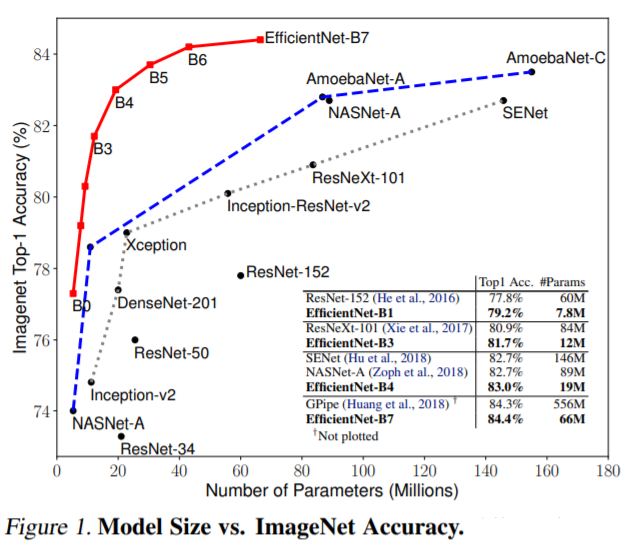 Imagenet Top-1 Accuracy (%)
84
82
80
78
76
74
EfficientNet-B7
B6
B5
B4
B3
B0
AmoebaNet-C
AmoebaNet-A
NASNet-A
SENet
ResNeXt-101
Inception-ResNet-v2
Xception
ResNet-152
DenseNet-201
ResNet-50
Inception-v2
NASNet-A
ResNet-34
Top1 Acc. #Params
ResNet-152 (He et al., 2016) 77.8% 60M
EfficientNet-B1 79.2% 7.8M
ResNeXt-101 (Xie et al., 2017) 80.9% 84M
EfficientNet-B3 81.7% 12M
SENet (Hu et al., 2018) 82.7% 146M
NASNet-A (Zoph et al., 2018) 82.7% 89M
EfficientNet-B4 83.0% 19M
GPipe (Huang et al., 2018) † 84.3% 556M
EfficientNet-B7 84.4% 66M
†Not plotted
0 20 40 60 80 100 120 140 160 180
Number of Parameters (Millions)
Figure 1. Model Size vs. ImageNet Accuracy.